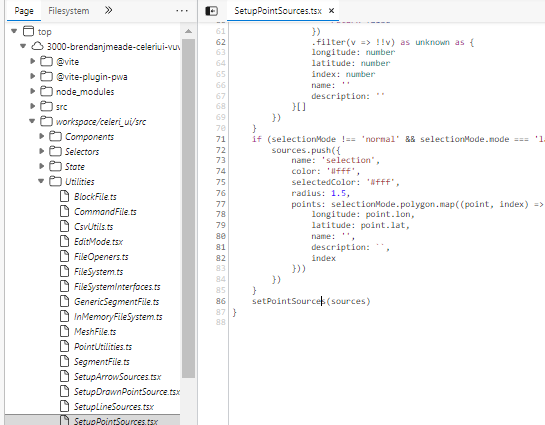 Page
Filesystem
»
⋯
top
3000-brendanjmeade-celeriui-vuv
@vite
@vite-plugin-pwa
node_modules
src
workspace/celeri_ui/src
Components
Selectors
State
Utilities
BlockFile.ts
CommandFile.ts
CsvUtils.ts
EditMode.tsx
FileOpeners.ts
FileSystem.ts
FileSystemInterfaces.ts
GenericSegmentFile.ts
InMemoryFileSystem.ts
MeshFile.ts
PointUtilities.ts
SegmentFile.ts
SetupArrowSources.tsx
SetupDrawnPointSource.tsx
SetupLineSources.tsx
SetupPointSources.tsx
SetupPointSources.tsx ×
61 })
62 .filter(v => !!v) as unknown as {
63 longitude: number
64 latitude: number
65 index: number
66 name: ''
67 description: ''
68 }[]
69 })
70 }
71 if (selectionMode !== 'normal' && selectionMode.mode === 'l
72 sources.push({
73 name: 'selection',
74 color: '#fff',
75 selectedColor: '#fff',
76 radius: 1.5,
77 points: selectionMode.polygon.map((point, index) =>
78 longitude: point.lon,
79 latitude: point.lat,
80 name: '',
81 description: ``,
82 index
83 }))
84 })
85 }
86 setPointSources(sources)
87 }
88